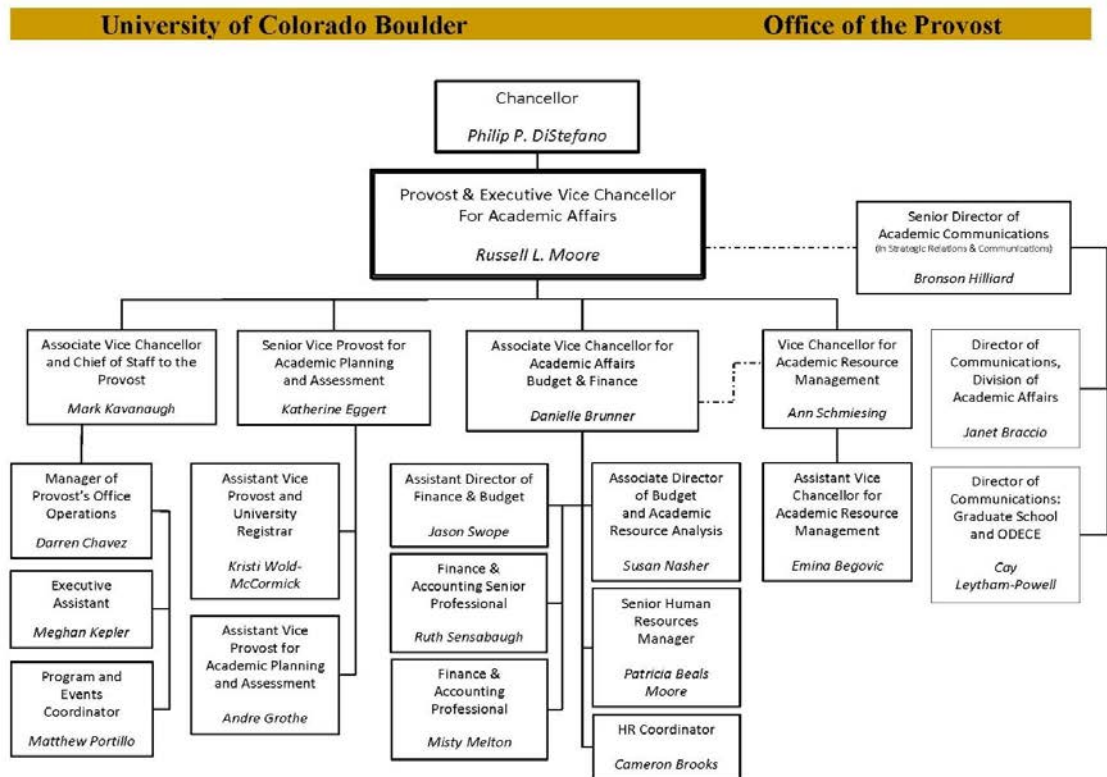 University of Colorado Boulder
Office of the Provost
Chancellor
Philip P. DiStefano
Provost & Executive Vice Chancellor
For Academic Affairs
Russell L. Moore
Senior Director of
Academic Communications
(In Strategic Relations & Communications)
Bronson Hilliard
Associate Vice Chancellor
and Chief of Staff to the
Provost
Mark Kavanaugh
Senior Vice Provost for
Academic Planning
and Assessment
Katherine Eggert
Associate Vice Chancellor for
Academic Affairs
Budget & Finance
Danielle Brunner
Vice Chancellor for
Academic Resource
Management
Ann Schmiesing
Director of
Communications,
Division of
Academic Affairs
Janet Braccio
Manager of
Provost's Office
Operations
Darren Chavez
Assistant Vice
Provost and
University
Registrar
Kristi Wold-
McCormick
Assistant Director of
Finance & Budget
Jason Swope
Associate Director
of Budget
and Academic
Resource Analysis
Susan Nasher
Assistant Vice
Chancellor for
Academic Resource
Management
Emina Begovic
Director of
Communications:
Graduate School
and ODECE
Cay
Leytham-Powell
Executive
Assistant
Meghan Kepler
Finance &
Accounting Senior
Professional
Ruth Sensabaugh
Senior Human
Resources
Manager
Patricia Beals
Moore
Assistant Vice
Provost for
Academic Planning
and Assessment
Andre Grothe
Program and
Events
Coordinator
Matthew Portillo
Finance &
Accounting
Professional
Misty Melton
HR Coordinator
Cameron Brooks